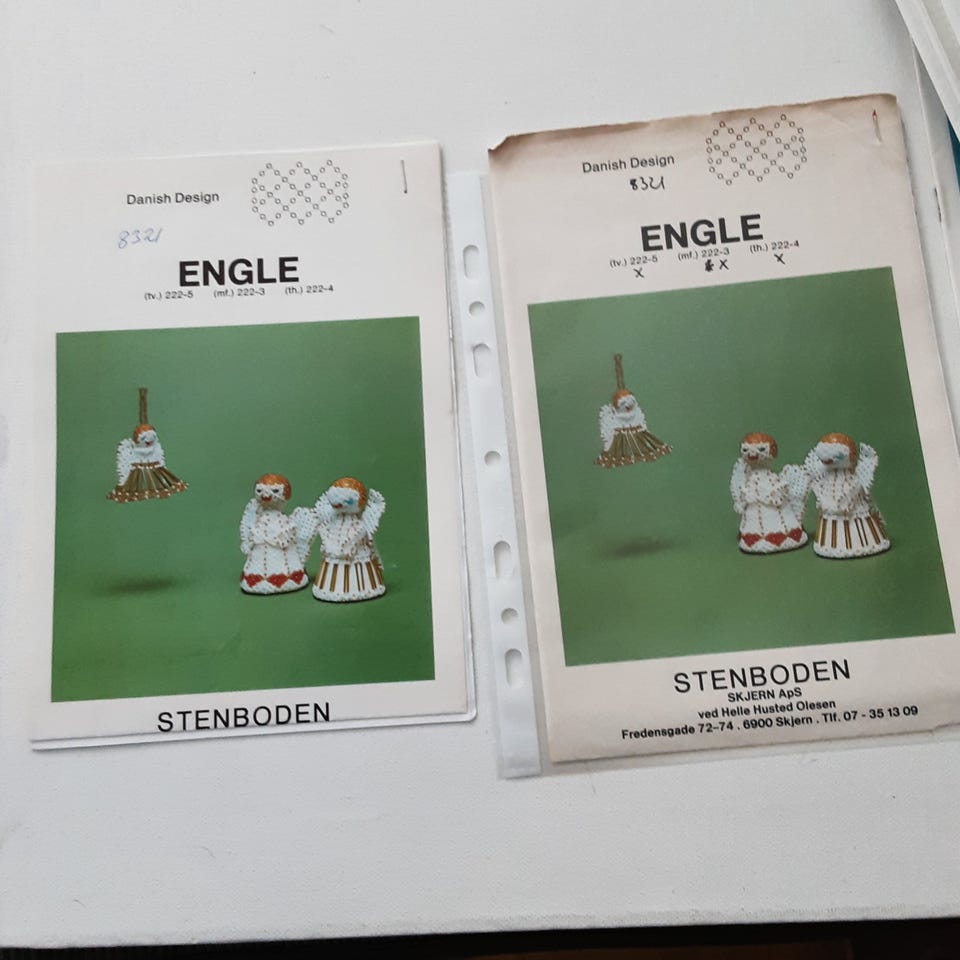 Danish Design
8321
ENGLE
(tv.) 222-5 (mf.) 222-3 (th.) 222-4
STENBODEN
Danish Design
8321
ENGLE
(tv.) 222-5 (mf.) 222-3 (th.) 222-4
x x x
STENBODEN
SKJERN ApS
ved Helle Husted Olesen
Fredensgade 72-74 . 6900 Skjern . Tlf. 07 - 35 13 09